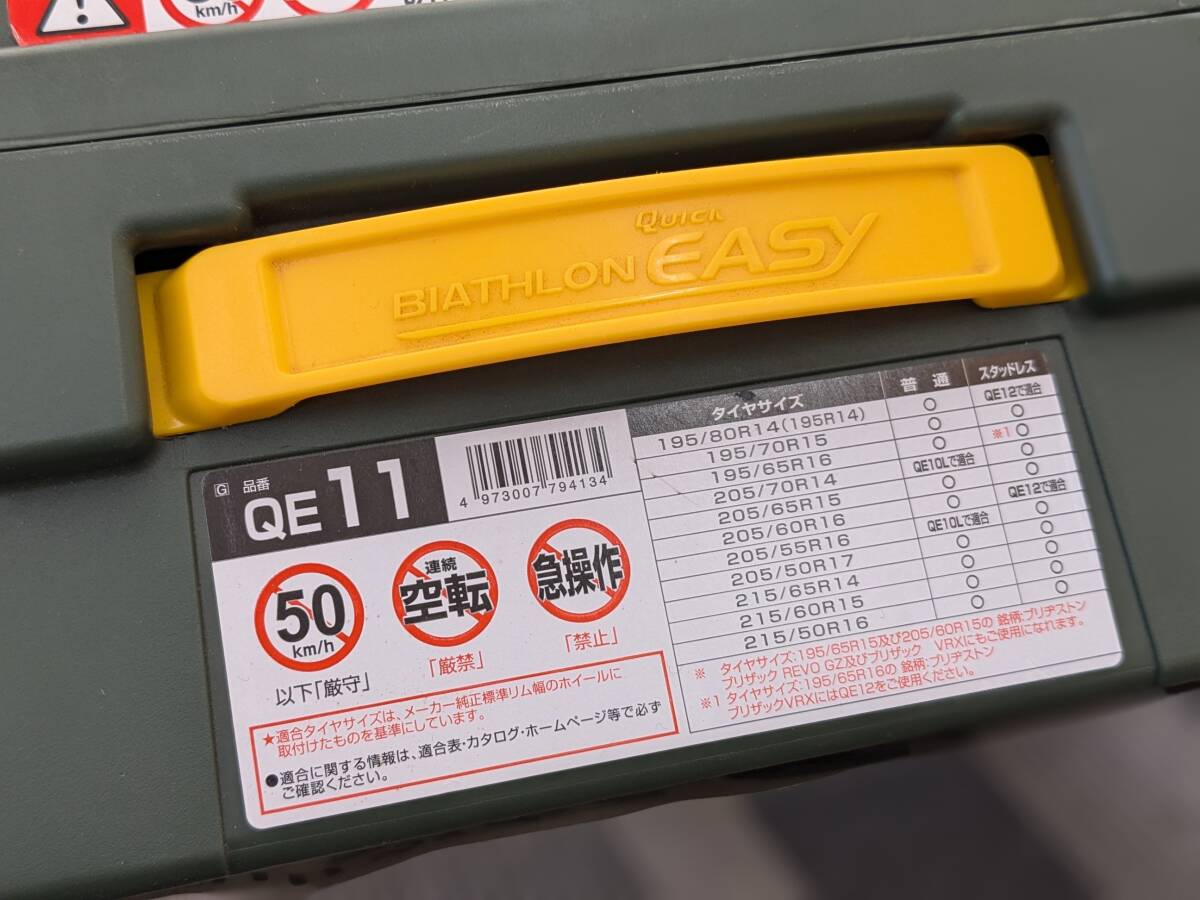 km/h
QUICK
BIATHLON EASY
G 品番
QE11
4 973007 794134
50
km/h
以下「厳守」
連続
空転
「厳禁」
急操作
「禁止」
★適合タイヤサイズは、メーカー純正標準リム幅のホイールに
取付けたものを基準にしています。
●適合に関する情報は、適合表・カタログ・ホームページ等で必ず
ご確認ください。
タイヤサイズ 普通 スタッドレス
195/80R14(195R14) ○ QE12で適合
195/70R15 ○ ○
195/65R16 ○ ※1○
205/70R14 QE10Lで適合 ○
205/65R15 ○ ○
205/60R16 ○ QE12で適合
205/55R16 QE10Lで適合 ○
205/50R17 ○ ○
215/65R14 ○ ○
215/60R15 ○ ○
215/50R16 ○ ○
※ タイヤサイズ:195/65R15及び205/60R15の 銘柄:ブリヂストン
ブリザック REVO GZ及びブリザック VRXにもご使用になれます。
※1 タイヤサイズ:195/65R16の 銘柄:ブリヂストン
ブリザックVRXにはQE12をご使用ください。